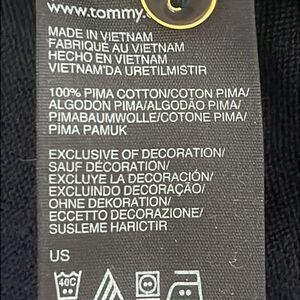 www.tommy.
MADE IN VIETNAM
FABRIQUÉ AU VIETNAM
HECHO EN VIETNAM
VIETNAM'DA URETILMISTIR
100% PIMA COTTON/COTON PIMA/
ALGODÓN PIMA/ALGODÃO PIMA/
PIMABAUMWOLLE/COTONE PIMA/
PIMA PAMUK
EXCLUSIVE OF DECORATION/
SAUF DÉCORATION/
EXCLUYE LA DECORACIÓN/
EXCLUINDO DECORAÇÃO/
OHNE DEKORATION/
ECCETTO DECORAZIONE/
SUSLEME HARICTIR
US
40C